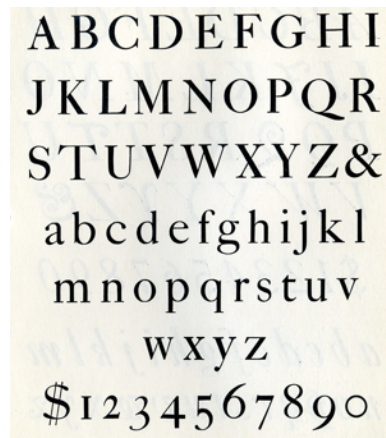 ABCDEFGHI
JKLMNOPQR
STUVWXYZ&
abcdefghijkl
mnopqrstuv
wxyz
$1234567890